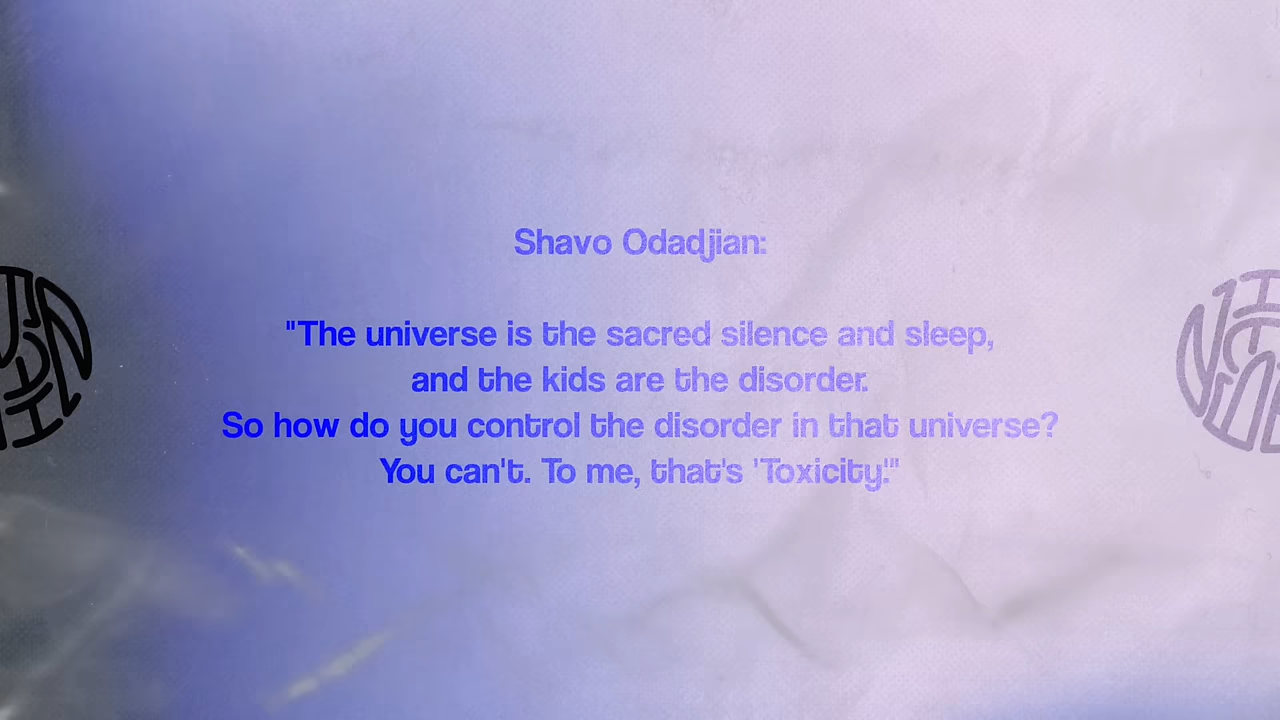 Shavo Odadjian:
"The universe is the sacred silence and sleep,
and the kids are the disorder.
So how do you control the disorder in that universe?
You can't. To me, that's 'Toxicity.'"